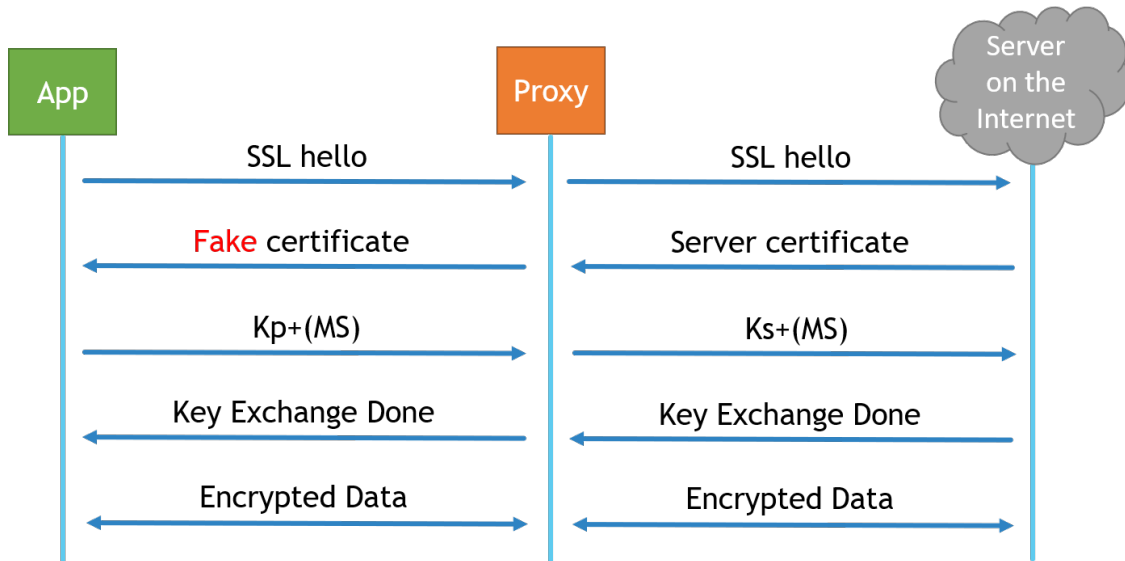 App
Proxy
Server
on the
Internet
SSL hello
SSL hello
Fake certificate
Server certificate
Kp+(MS)
Ks+(MS)
Key Exchange Done
Key Exchange Done
Encrypted Data
Encrypted Data